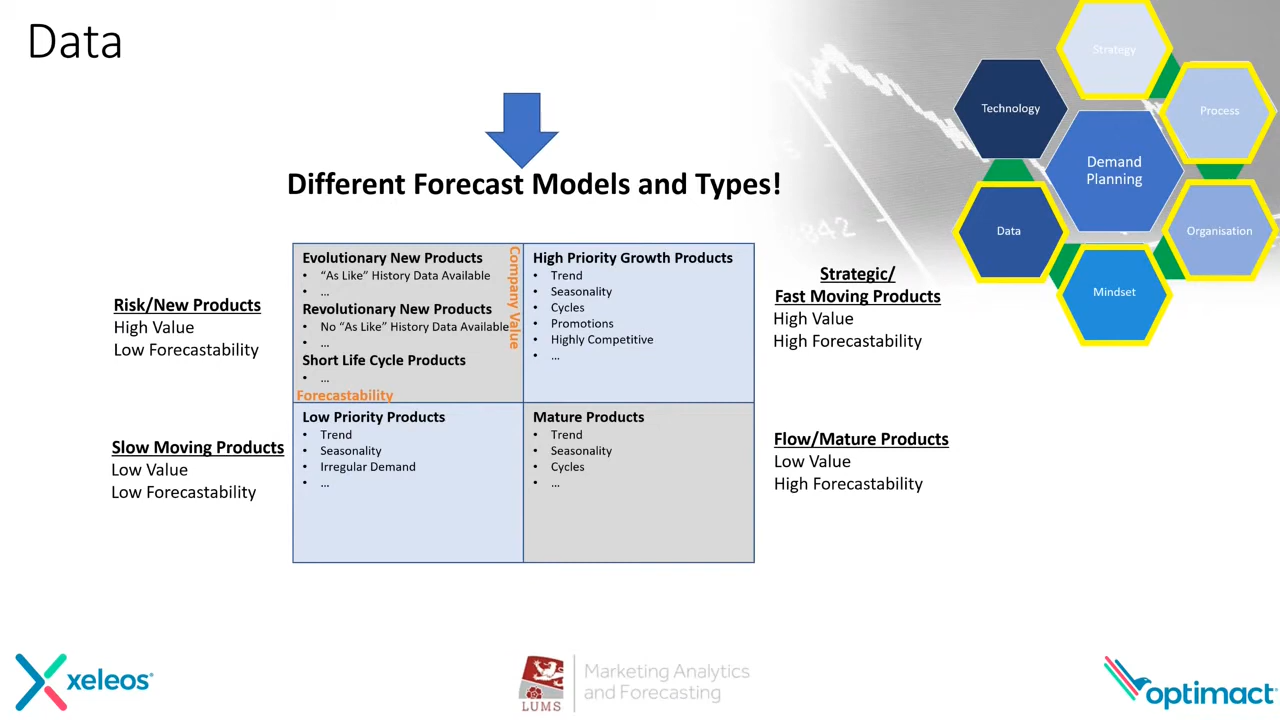 Data
Strategy
Technology
Process
Demand
Planning
Data
Organisation
Mindset
Different Forecast Models and Types!
Risk/New Products
High Value
Low Forecastability
Evolutionary New Products
• “As Like” History Data Available
• ...
Revolutionary New Products
• No “As Like” History Data Available
• ...
Short Life Cycle Products
• ...
Company Value
Forecastability
High Priority Growth Products
• Trend
• Seasonality
• Cycles
• Promotions
• Highly Competitive
• ...
Strategic/
Fast Moving Products
High Value
High Forecastability
Slow Moving Products
Low Value
Low Forecastability
Low Priority Products
• Trend
• Seasonality
• Irregular Demand
• ...
Mature Products
• Trend
• Seasonality
• Cycles
• ...
Flow/Mature Products
Low Value
High Forecastability
xeleos®
LUMS
Marketing Analytics
and Forecasting
optimact